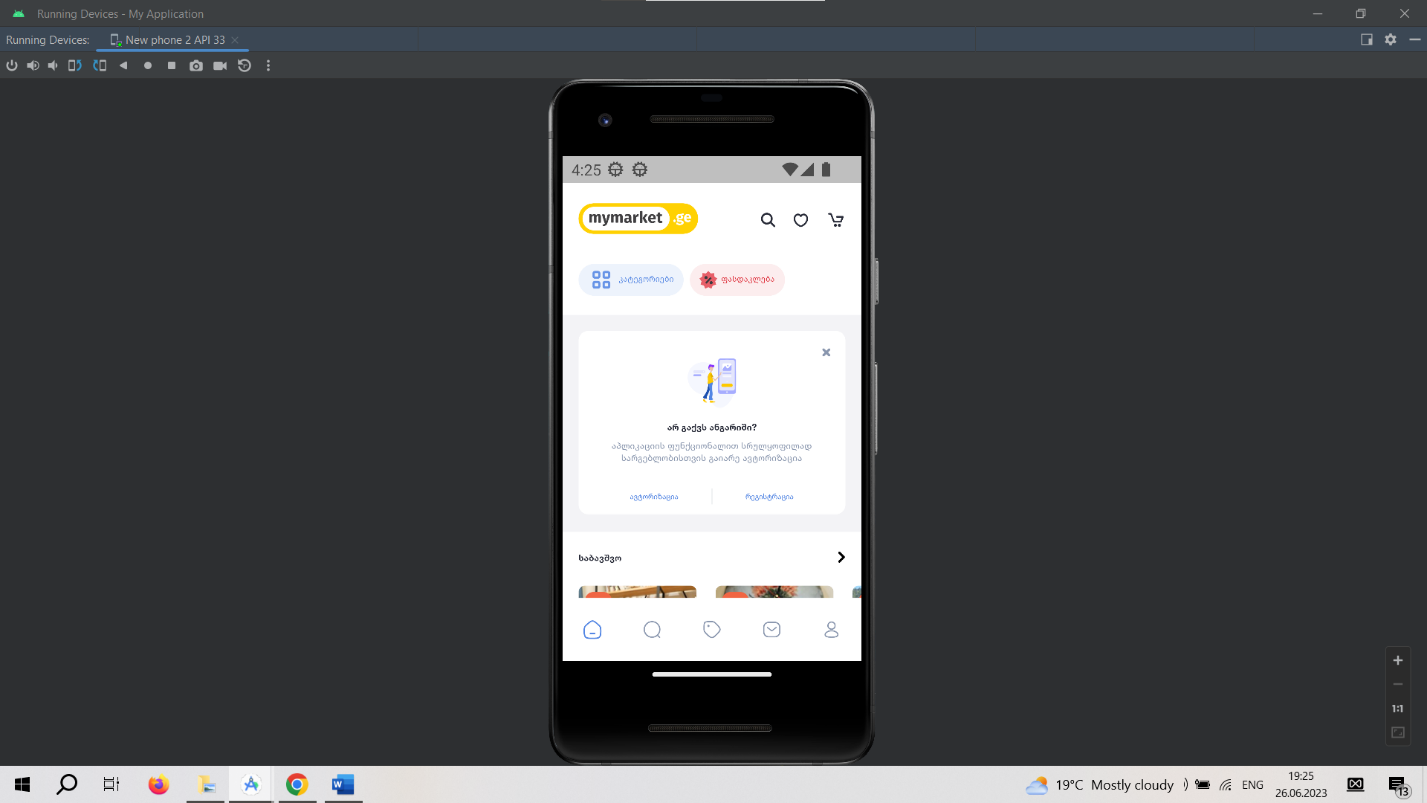 Running Devices - My Application
Running Devices:
New phone 2 API 33
4:25
mymarket.ge
კატეგორიები
ფასდაკლება
არ გაქვს ანგარიში?
აპლიკაციის ფუნქციონალით სრულყოფილად
სარგებლობისთვის გაიარე ავტორიზაცია
ავტორიზაცია
რეგისტრაცია
საბავშვო
1:1
19°C Mostly cloudy
ENG
19:25
26.06.2023
13